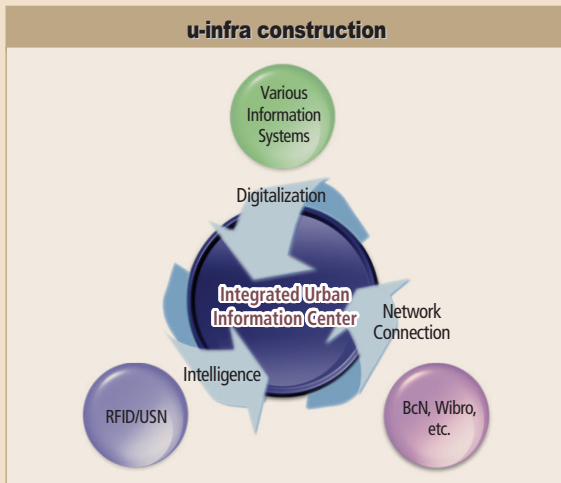 u-infra construction
Various
Information
Systems
Digitalization
Integrated Urban
Information Center
Network
Connection
Intelligence
RFID/USN
BcN, Wibro,
etc.